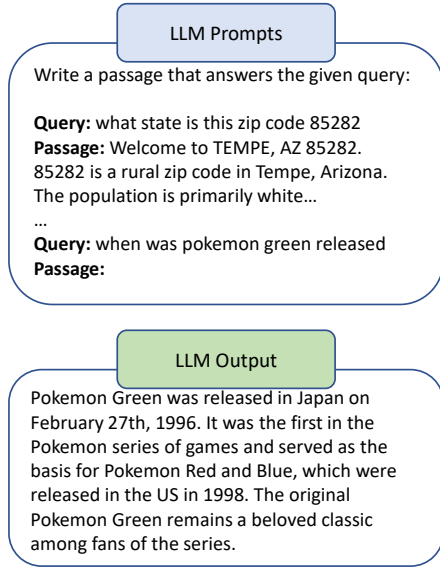 LLM Prompts
Write a passage that answers the given query:
Query: what state is this zip code 85282
Passage: Welcome to TEMPE, AZ 85282.
85282 is a rural zip code in Tempe, Arizona.
The population is primarily white…
…
Query: when was pokemon green released
Passage:
LLM Output
Pokemon Green was released in Japan on
February 27th, 1996. It was the first in the
Pokemon series of games and served as the
basis for Pokemon Red and Blue, which were
released in the US in 1998. The original
Pokemon Green remains a beloved classic
among fans of the series.